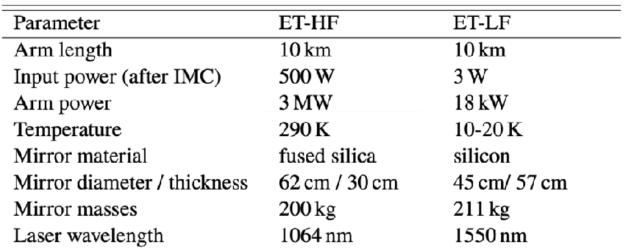 Parameter ET-HF ET-LF
Arm length 10 km 10 km
Input power (after IMC) 500 W 3 W
Arm power 3 MW 18 kW
Temperature 290 K 10-20 K
Mirror material fused silica silicon
Mirror diameter / thickness 62 cm / 30 cm 45 cm/ 57 cm
Mirror masses 200 kg 211 kg
Laser wavelength 1064 nm 1550 nm